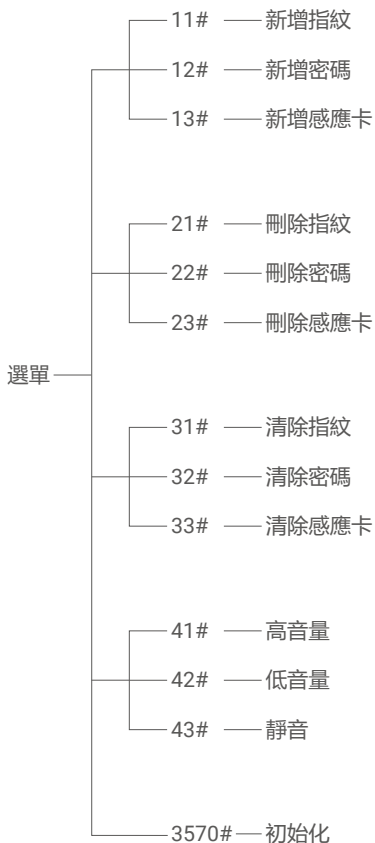 11# 新增指紋
12# 新增密碼
13# 新增感應卡
21# 刪除指紋
22# 刪除密碼
23# 刪除感應卡
選單
31# 清除指紋
32# 清除密碼
33# 清除感應卡
41# 高音量
42# 低音量
43# 靜音
3570# 初始化